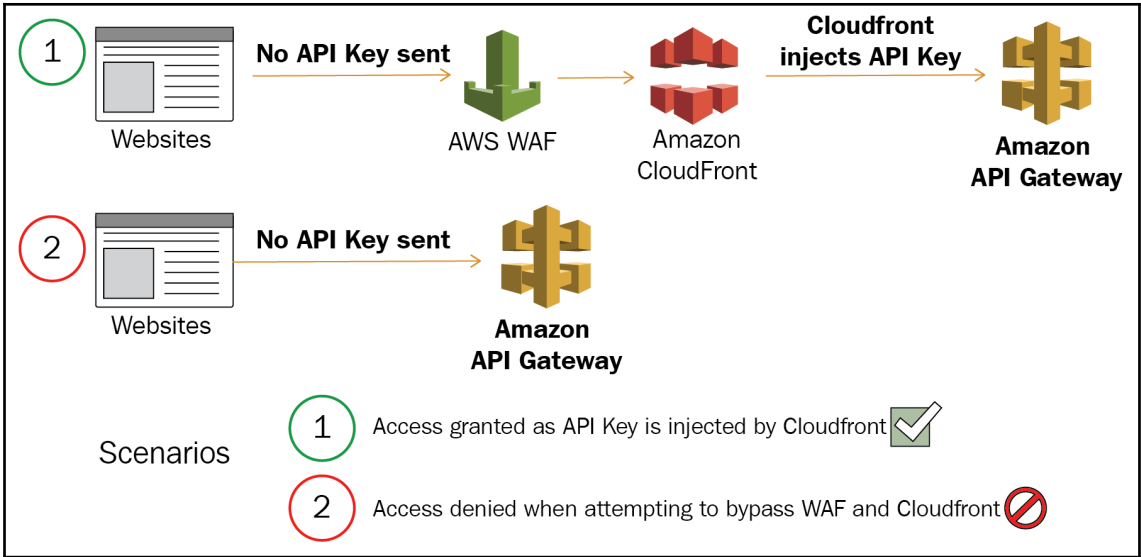 1
Websites
No API Key sent
AWS WAF
Amazon
CloudFront
Cloudfront
injects API Key
Amazon
API Gateway
2
Websites
No API Key sent
Amazon
API Gateway
Scenarios
1
Access granted as API Key is injected by Cloudfront
2
Access denied when attempting to bypass WAF and Cloudfront